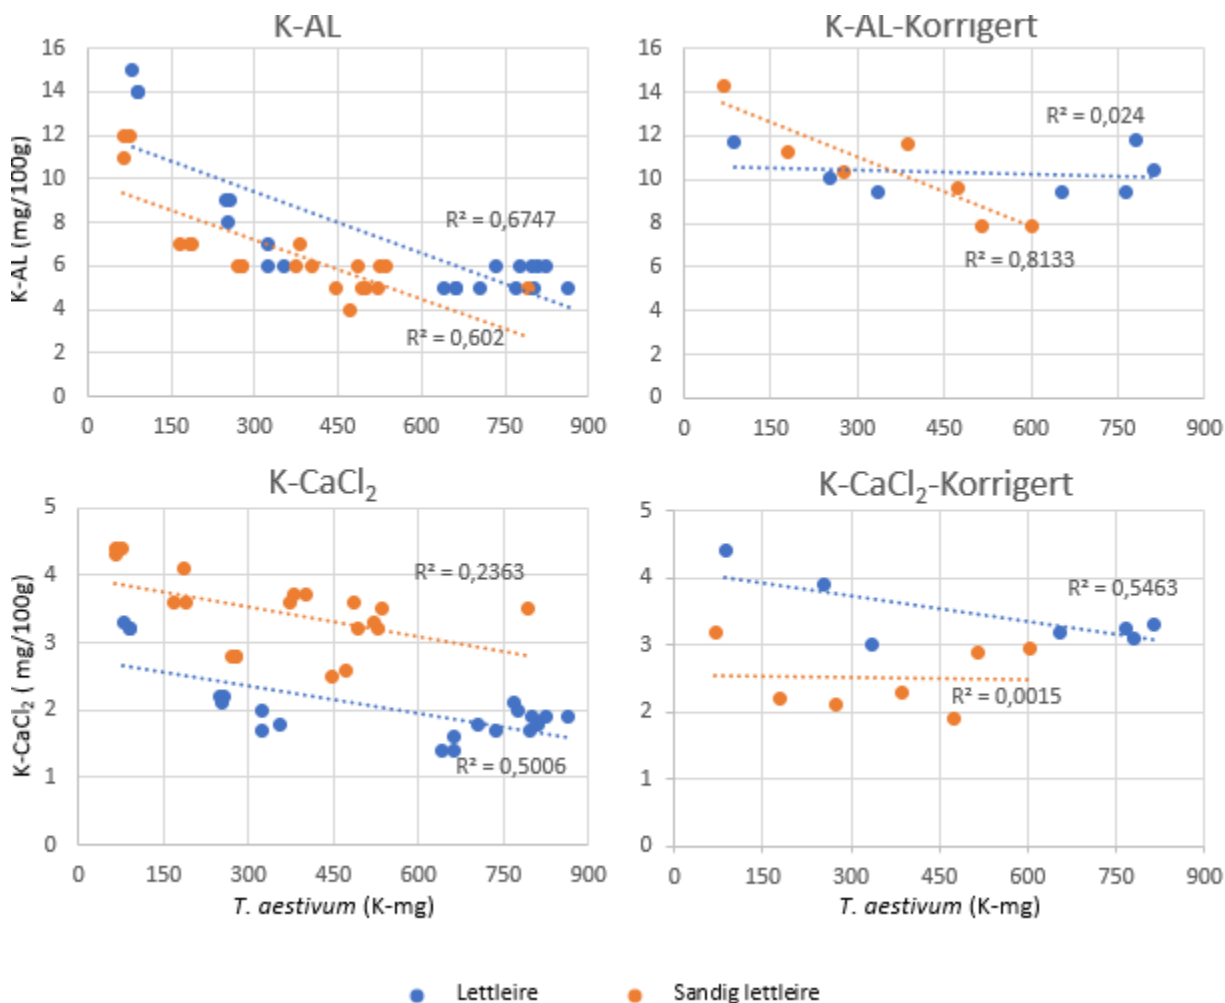 K-AL
K-AL (mg/100g)
16
14
12
10
8
6
4
2
0
R² = 0,6747
R² = 0,602
0 150 300 450 600 750 900
K-AL-Korrigert
16
14
12
10
8
6
4
2
0
R² = 0,024
R² = 0,8133
0 150 300 450 600 750 900
K-CaCl₂
K-CaCl₂ ( mg/100g)
5
4
3
2
1
0
R² = 0,2363
R² = 0,5006
0 150 300 450 600 750 900
T. aestivum (K-mg)
K-CaCl₂-Korrigert
5
4
3
2
1
0
R² = 0,5463
R² = 0,0015
0 150 300 450 600 750 900
T. aestivum (K-mg)
Lettleire Sandig lettleire